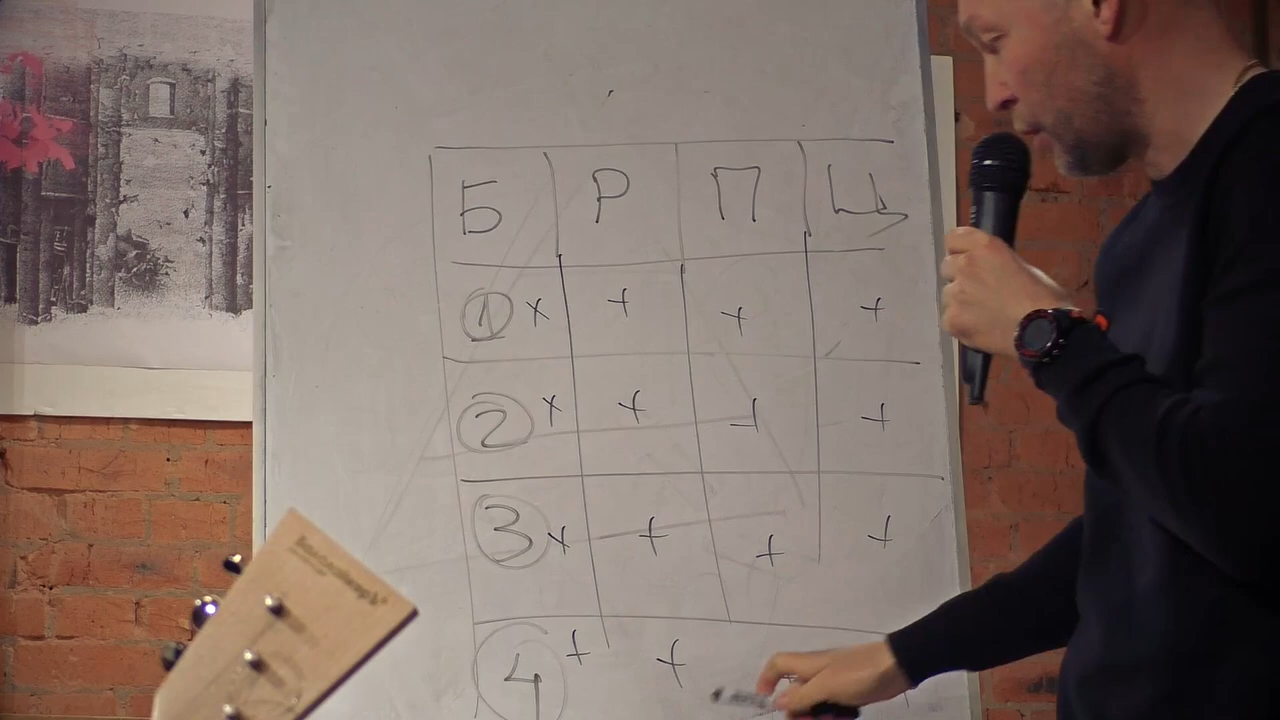 Б Р П Ц
1 x + + +
2 x + + +
3 x + + +
4 + +